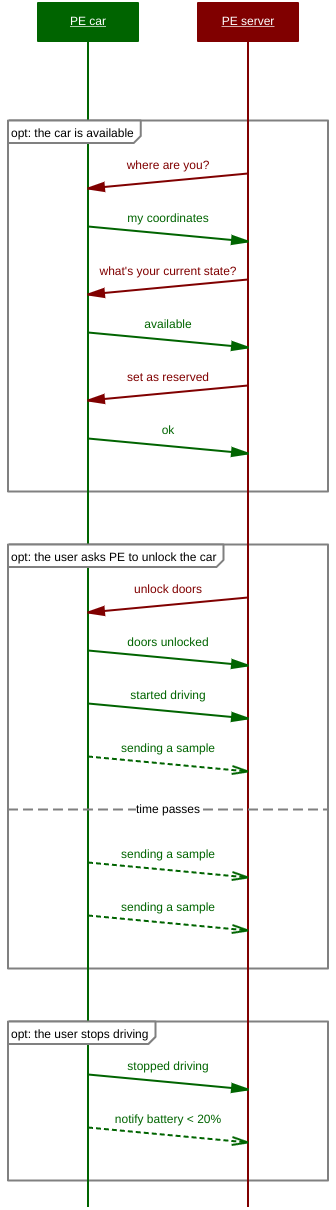 PE car
PE server
opt: the car is available
where are you?
my coordinates
what's your current state?
available
set as reserved
ok
opt: the user asks PE to unlock the car
unlock doors
doors unlocked
started driving
sending a sample
time passes
sending a sample
sending a sample
opt: the user stops driving
stopped driving
notify battery < 20%